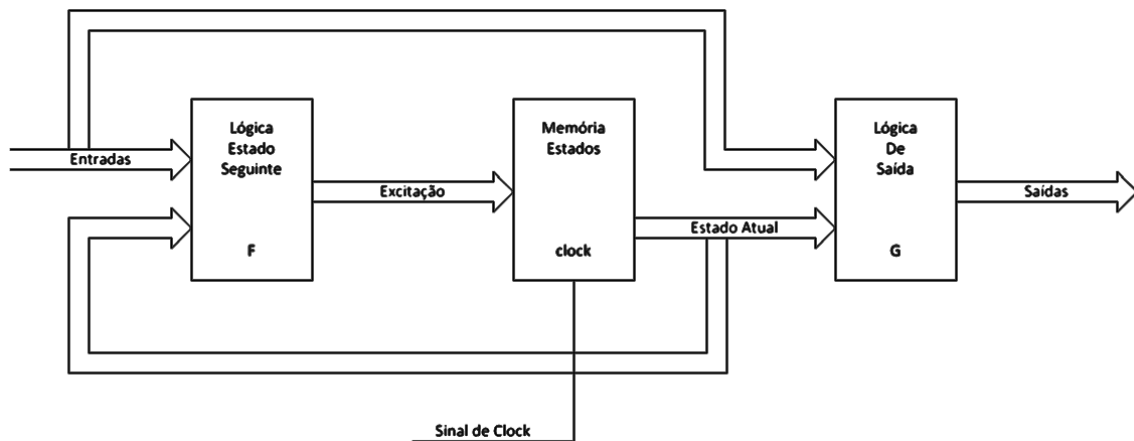 Entradas
Lógica
Estado
Seguinte
F
Excitação
Memória
Estados
clock
Estado Atual
Lógica
De
Saída
G
Saídas
Sinal de Clock